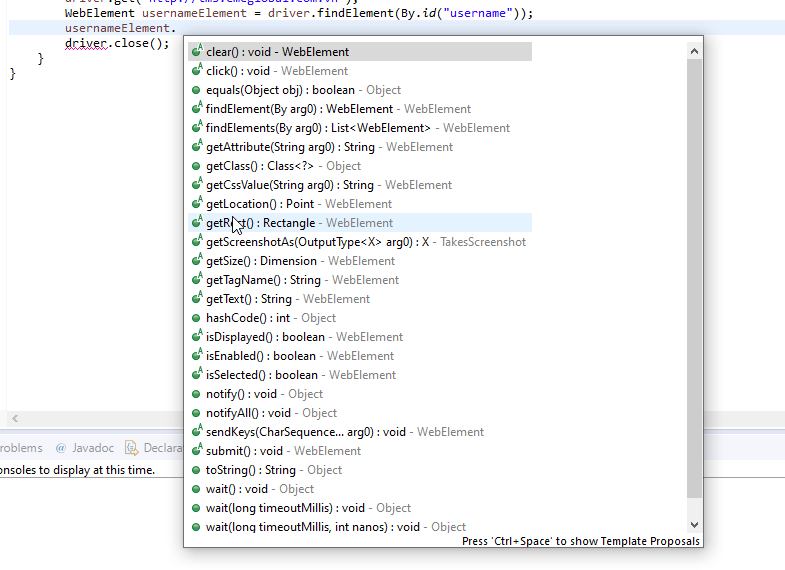 WebElement usernameElement = driver.findElement(By.id("username"));
usernameElement.
driver.close();
}
}
clear() : void - WebElement
click() : void - WebElement
equals(Object obj) : boolean - Object
findElement(By arg0) : WebElement - WebElement
findElements(By arg0) : List<WebElement> - WebElement
getAttribute(String arg0) : String - WebElement
getClass() : Class<?> - Object
getCssValue(String arg0) : String - WebElement
getLocation() : Point - WebElement
getRect() : Rectangle - WebElement
getScreenshotAs(OutputType<X> arg0) : X - TakesScreenshot
getSize() : Dimension - WebElement
getTagName() : String - WebElement
getText() : String - WebElement
hashCode() : int - Object
isDisplayed() : boolean - WebElement
isEnabled() : boolean - WebElement
isSelected() : boolean - WebElement
notify() : void - Object
notifyAll() : void - Object
sendKeys(CharSequence... arg0) : void - WebElement
submit() : void - WebElement
toString() : String - Object
wait() : void - Object
wait(long timeoutMillis) : void - Object
wait(long timeoutMillis, int nanos) : void - Object
Press 'Ctrl+Space' to show Template Proposals
roblems @ Javadoc Declara
onsoles to display at this time.